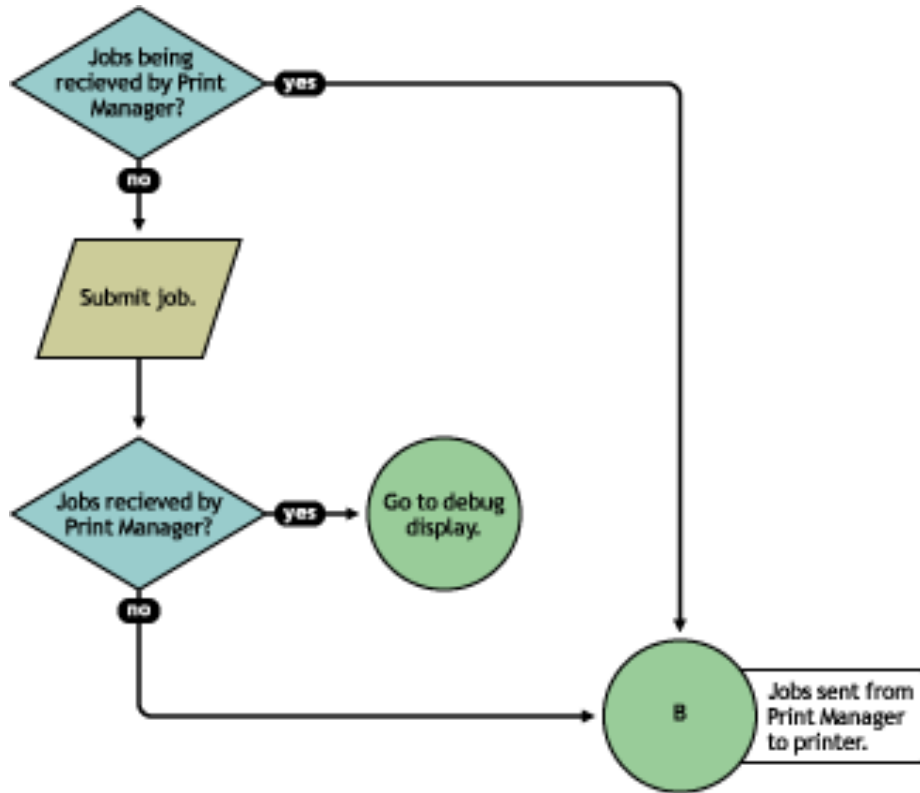 Jobs being
recieved by Print
Manager?
yes
no
Submit job.
Jobs recieved by
Print Manager?
yes
Go to debug
display.
no
B
Jobs sent from
Print Manager
to printer.